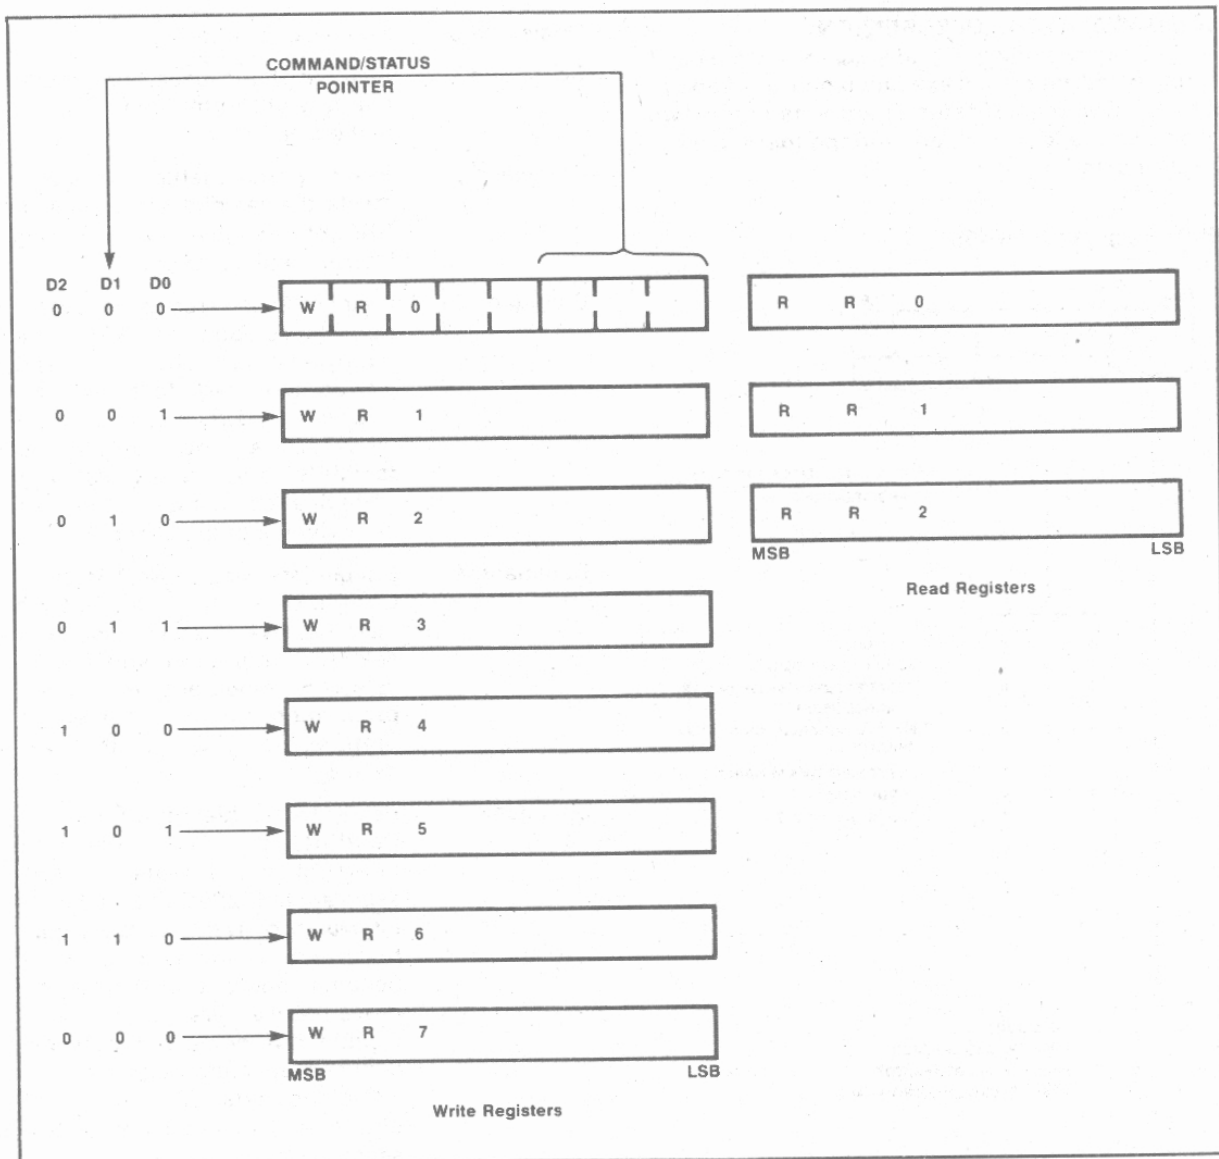 COMMAND/STATUS
POINTER
D2 D1 D0
0 0 0 W R 0 R R 0
0 0 1 W R 1 R R 1
0 1 0 W R 2 R R 2
MSB LSB
Read Registers
0 1 1 W R 3
1 0 0 W R 4
1 0 1 W R 5
1 1 0 W R 6
0 0 0 W R 7
MSB LSB
Write Registers